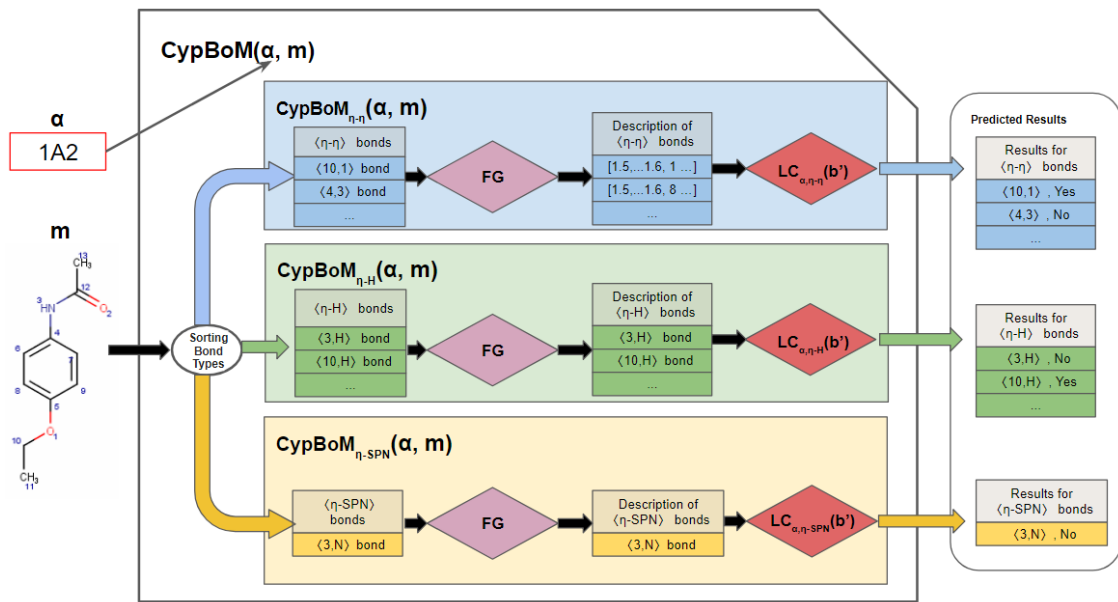 CypBoM(α, m)
α
1A2
m
13
CH₃
12
3
HN
O 2
4
6
7
8
9
5
10
O 1
CH₃
11
Sorting
Bond
Types
CypBoMη-η(α, m)
⟨η-η⟩ bonds
⟨10,1⟩ bond
⟨4,3⟩ bond
...
FG
Description of
⟨η-η⟩ bonds
[1.5,...1.6, 1 ...]
[1.5,...1.6, 8 ...]
...
LCα,η-η(b’)
CypBoMη-H(α, m)
⟨η-H⟩ bonds
⟨3,H⟩ bond
⟨10,H⟩ bond
...
FG
Description of
⟨η-H⟩ bonds
⟨3,H⟩ bond
⟨10,H⟩ bond
...
LCα,η-H(b’)
CypBoMη-SPN(α, m)
⟨η-SPN⟩
bonds
⟨3,N⟩ bond
FG
Description of
⟨η-SPN⟩ bonds
⟨3,N⟩ bond
LCα,η-SPN(b’)
Predicted Results
Results for
⟨η-η⟩ bonds
⟨10,1⟩ , Yes
⟨4,3⟩ , No
...
Results for
⟨η-H⟩ bonds
⟨3,H⟩ , No
⟨10,H⟩ , Yes
...
Results for
⟨η-SPN⟩ bonds
⟨3,N⟩ , No